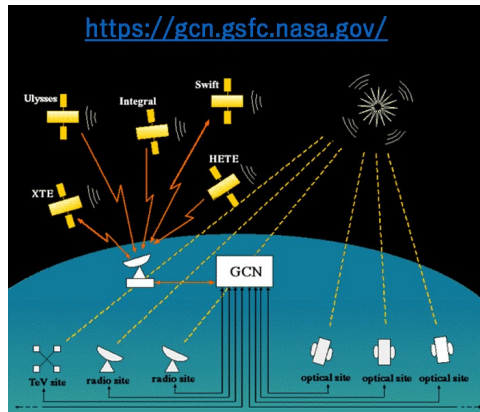 https://gcn.gsfc.nasa.gov/
Ulysses
Integral
Swift
XTE
HETE
GCN
TeV site
radio site
radio site
optical site
optical site
optical site